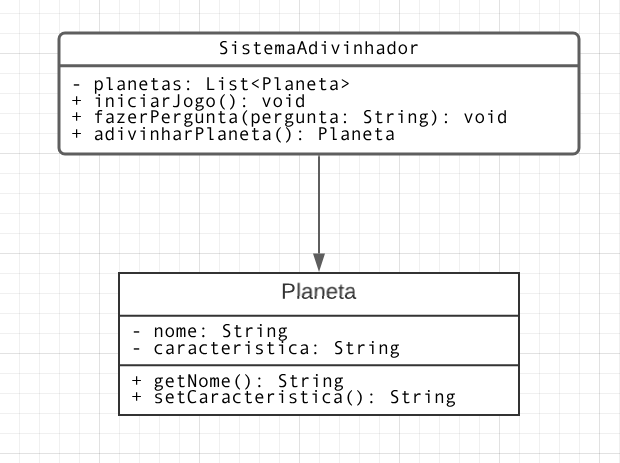 SistemaAdivinhador
- planetas: List<Planeta>
+ iniciarJogo(): void
+ fazerPergunta(pergunta: String): void
+ adivinharPlaneta(): Planeta
Planeta
- nome: String
- caracteristica: String
+ getNome(): String
+ setCaracteristica(): String